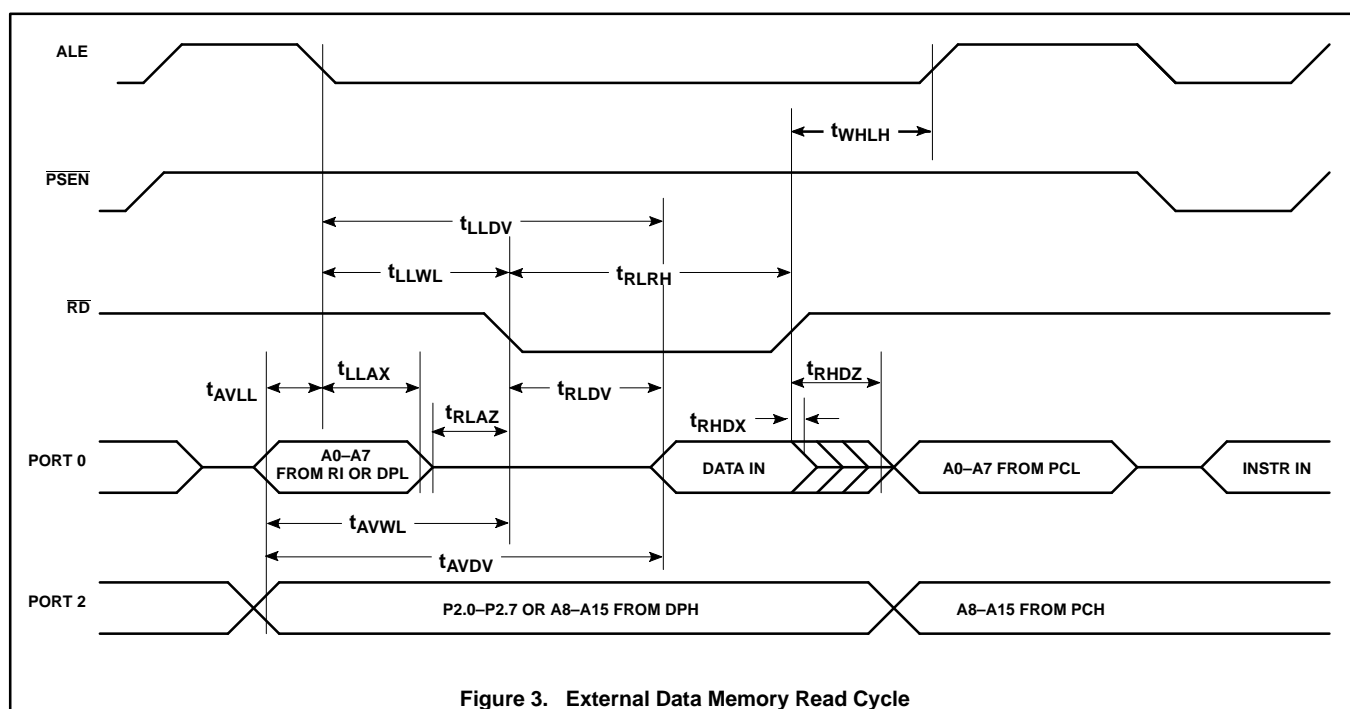 ALE
tWHLH
PSEN
tLLDV
tLLWL
tRLRH
RD
tAVLL
tLLAX
tRLAZ
tRLDV
tRHDZ
tRHDX
PORT 0
A0–A7
FROM RI OR DPL
DATA IN
A0–A7 FROM PCL
INSTR IN
tAVWL
tAVDV
PORT 2
P2.0–P2.7 OR A8–A15 FROM DPH
A8–A15 FROM PCH
Figure 3. External Data Memory Read Cycle